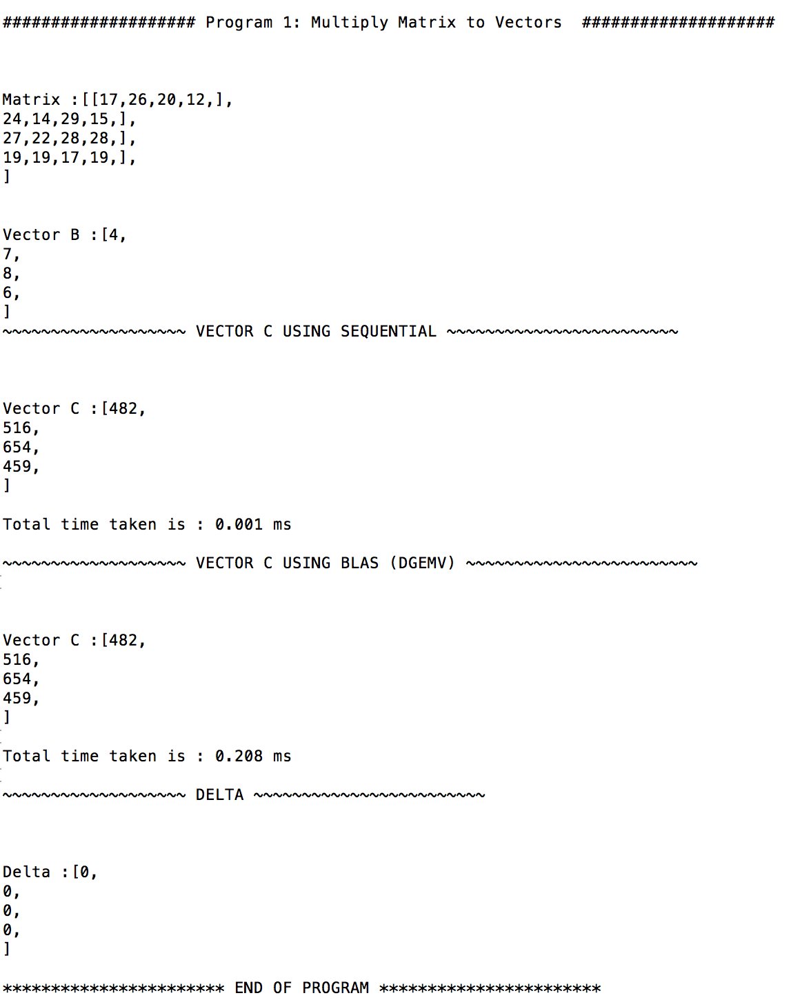 #################### Program 1: Multiply Matrix to Vectors  ####################
Matrix :[[17,26,20,12,],
24,14,29,15,],
27,22,28,28,],
19,19,17,19,],
]
Vector B :[4,
7,
8,
6,
]
~~~~~~~~~~~~~~~~~~~ VECTOR C USING SEQUENTIAL ~~~~~~~~~~~~~~~~~~~~~~~~
Vector C :[482,
516,
654,
459,
]
Total time taken is : 0.001 ms
~~~~~~~~~~~~~~~~~~~ VECTOR C USING BLAS (DGEMV) ~~~~~~~~~~~~~~~~~~~~~~~~
Vector C :[482,
516,
654,
459,
]
Total time taken is : 0.208 ms
~~~~~~~~~~~~~~~~~~~ DELTA ~~~~~~~~~~~~~~~~~~~~~~~~
Delta :[0,
0,
0,
0,
]
*********************** END OF PROGRAM ***********************